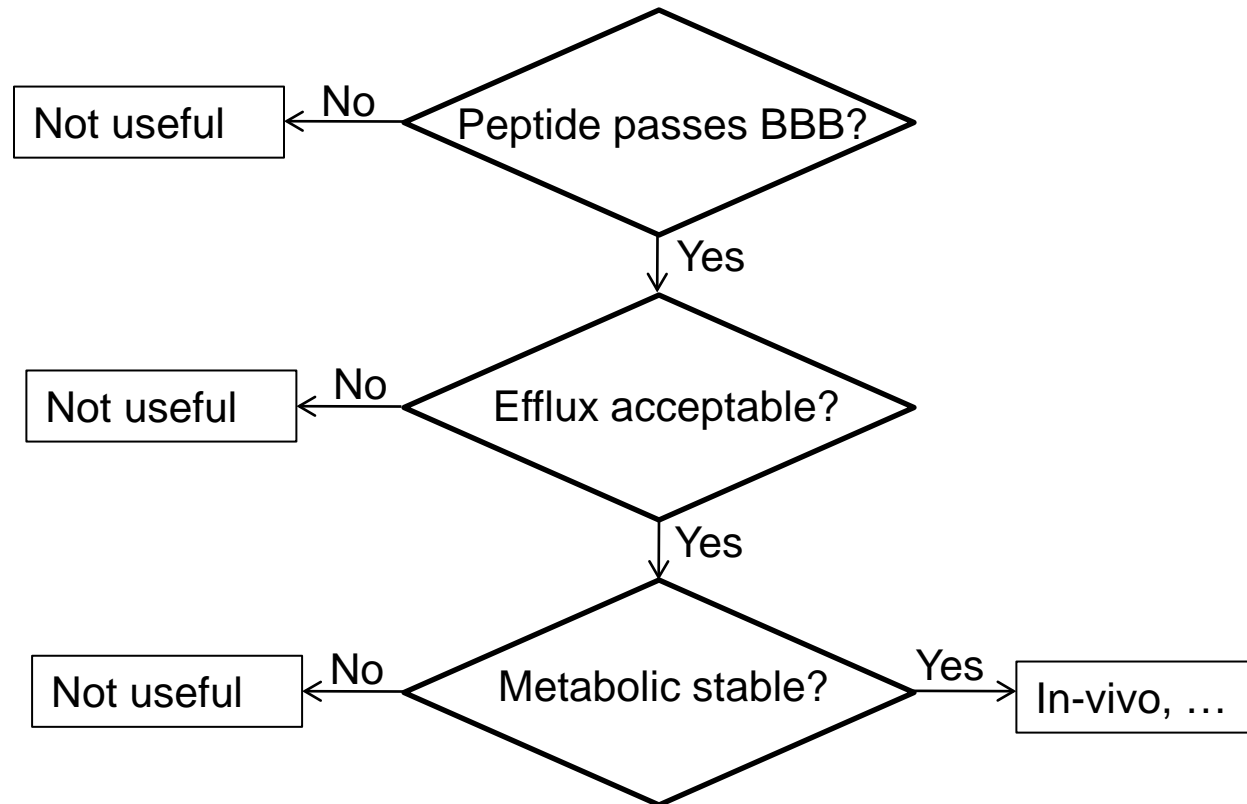 Peptide passes BBB?
No
Not useful
Yes
Efflux acceptable?
No
Not useful
Yes
Metabolic stable?
No
Not useful
Yes
In-vivo, …